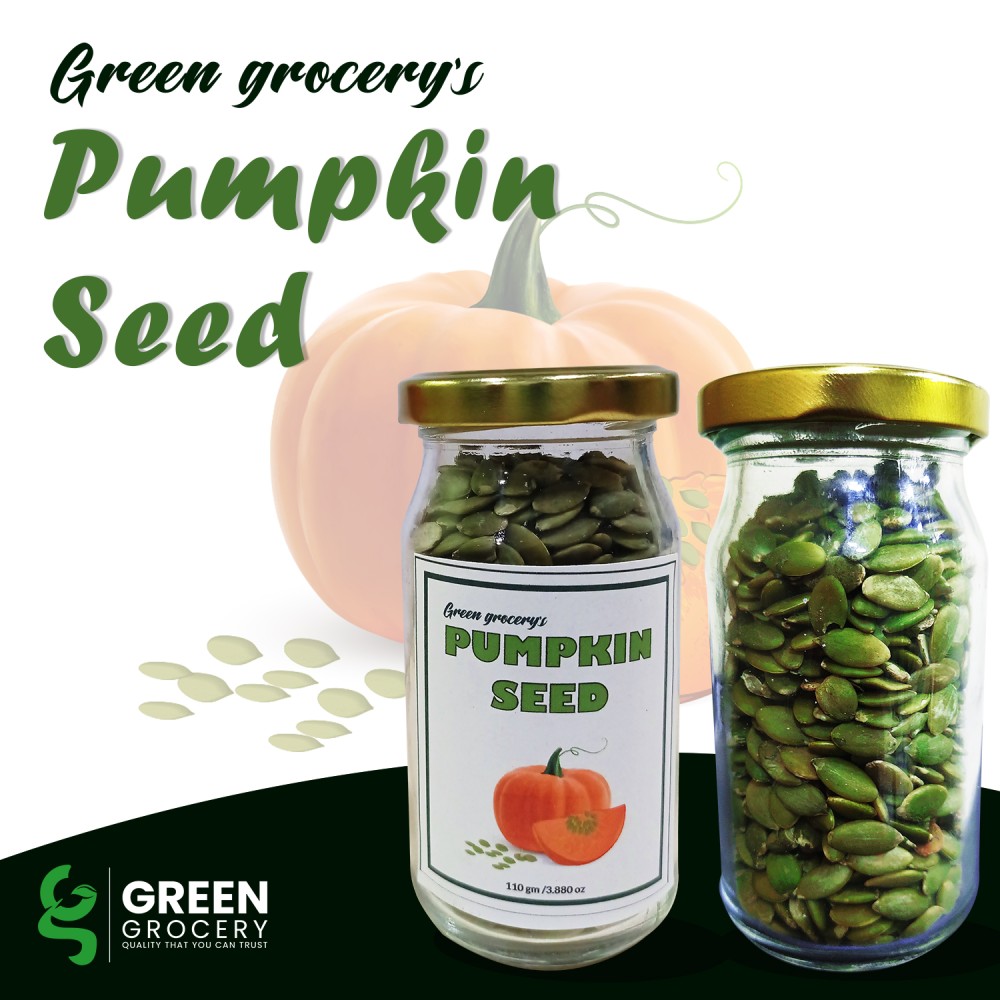 Green grocery's
Pumpkin
Seed
Green grocery's
PUMPKIN
SEED
110 gm /3.880 oz
GREEN
GROCERY
QUALITY THAT YOU CAN TRUST